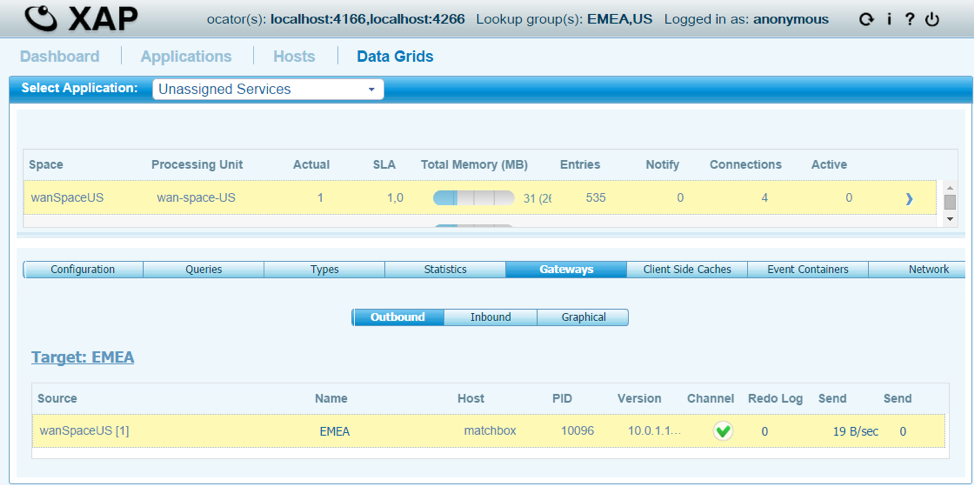 XAP ocator(s): localhost:4166,localhost:4266 Lookup group(s): EMEA,US Logged in as: anonymous i ?
Dashboard Applications Hosts Data Grids
Select Application: Unassigned Services
Space Processing Unit Actual SLA Total Memory (MB) Entries Notify Connections Active
wanSpaceUS wan-space-US 1 1,0 31 (26 535 0 4 0
Configuration Queries Types Statistics Gateways Client Side Caches Event Containers Network
Outbound Inbound Graphical
Target: EMEA
Source Name Host PID Version Channel Redo Log Send Send
wanSpaceUS [1] EMEA matchbox 10096 10.0.1.1... 0 19 B/sec 0